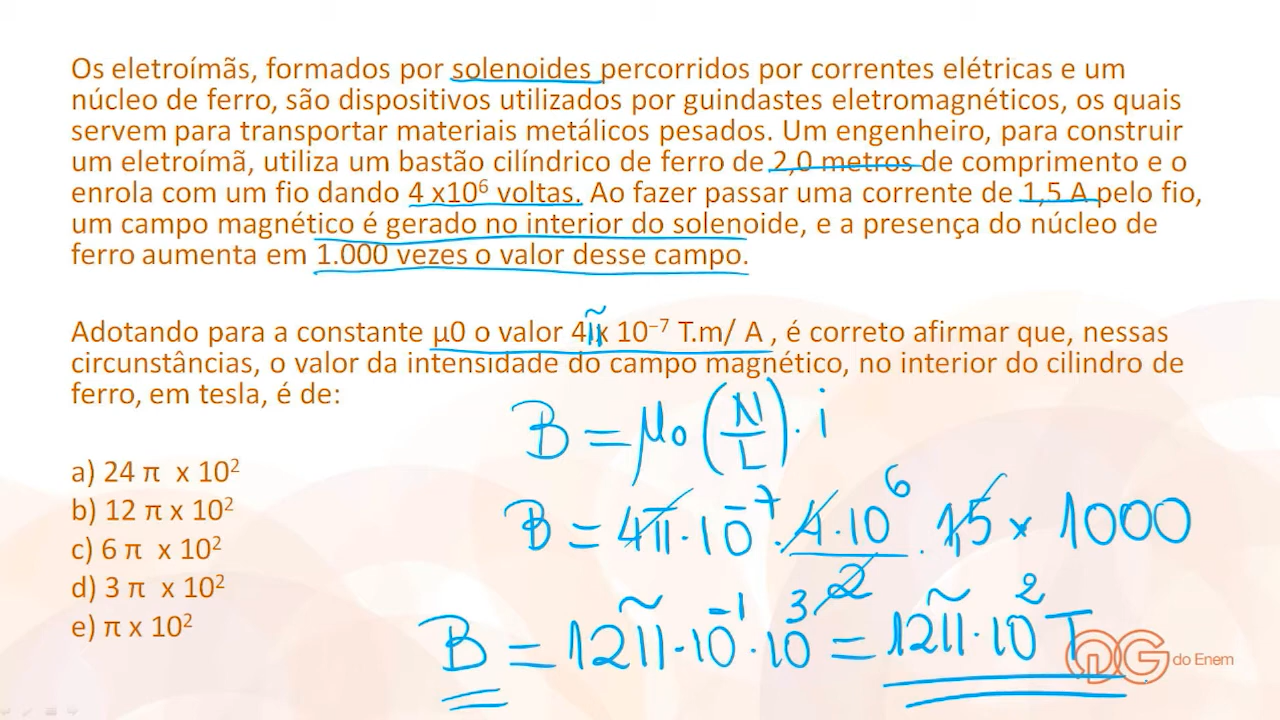 Os eletroímãs, formados por solenoides percorridos por correntes elétricas e um
núcleo de ferro, são dispositivos utilizados por guindastes eletromagnéticos, os quais
servem para transportar materiais metálicos pesados. Um engenheiro, para construir
um eletroímã, utiliza um bastão cilíndrico de ferro de 2,0 metros de comprimento e o
enrola com um fio dando 4 x10⁶ voltas. Ao fazer passar uma corrente de 1,5 A pelo fio,
um campo magnético é gerado no interior do solenoide, e a presença do núcleo de
ferro aumenta em 1.000 vezes o valor desse campo.
Adotando para a constante μ0 o valor 4π x 10⁻⁷ T.m/ A , é correto afirmar que, nessas
circunstâncias, o valor da intensidade do campo magnético, no interior do cilindro de
ferro, em tesla, é de:
a) 24 π x 10²
b) 12 π x 10²
c) 6 π x 10²
d) 3 π x 10²
e) π x 10²
B = μ₀ (N/L) . i
B = 4π . 10⁻⁷ . 4 . 10⁶ / 2 . 1,5 x 1000
B = 12π . 10⁻¹ . 10³ = 12π . 10² T
QG do Enem